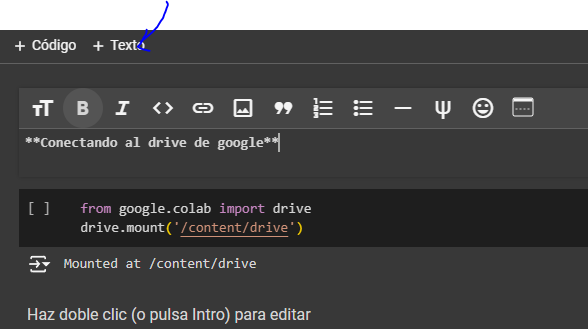 + Código + Texto
**Conectando al drive de google**
[ ] from google.colab import drive
drive.mount('/content/drive')
Mounted at /content/drive
Haz doble clic (o pulsa Intro) para editar